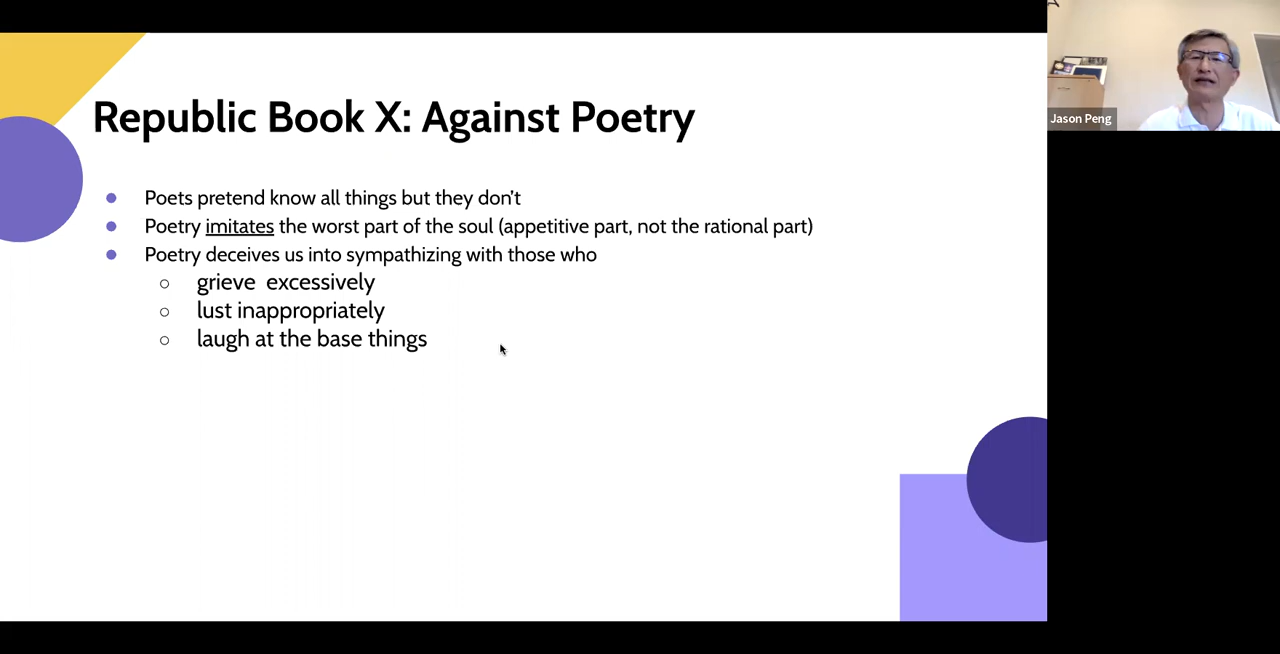 Republic Book X: Against Poetry
Poets pretend know all things but they don't
Poetry imitates the worst part of the soul (appetitive part, not the rational part)
Poetry deceives us into sympathizing with those who
grieve excessively
lust inappropriately
laugh at the base things
Jason Peng